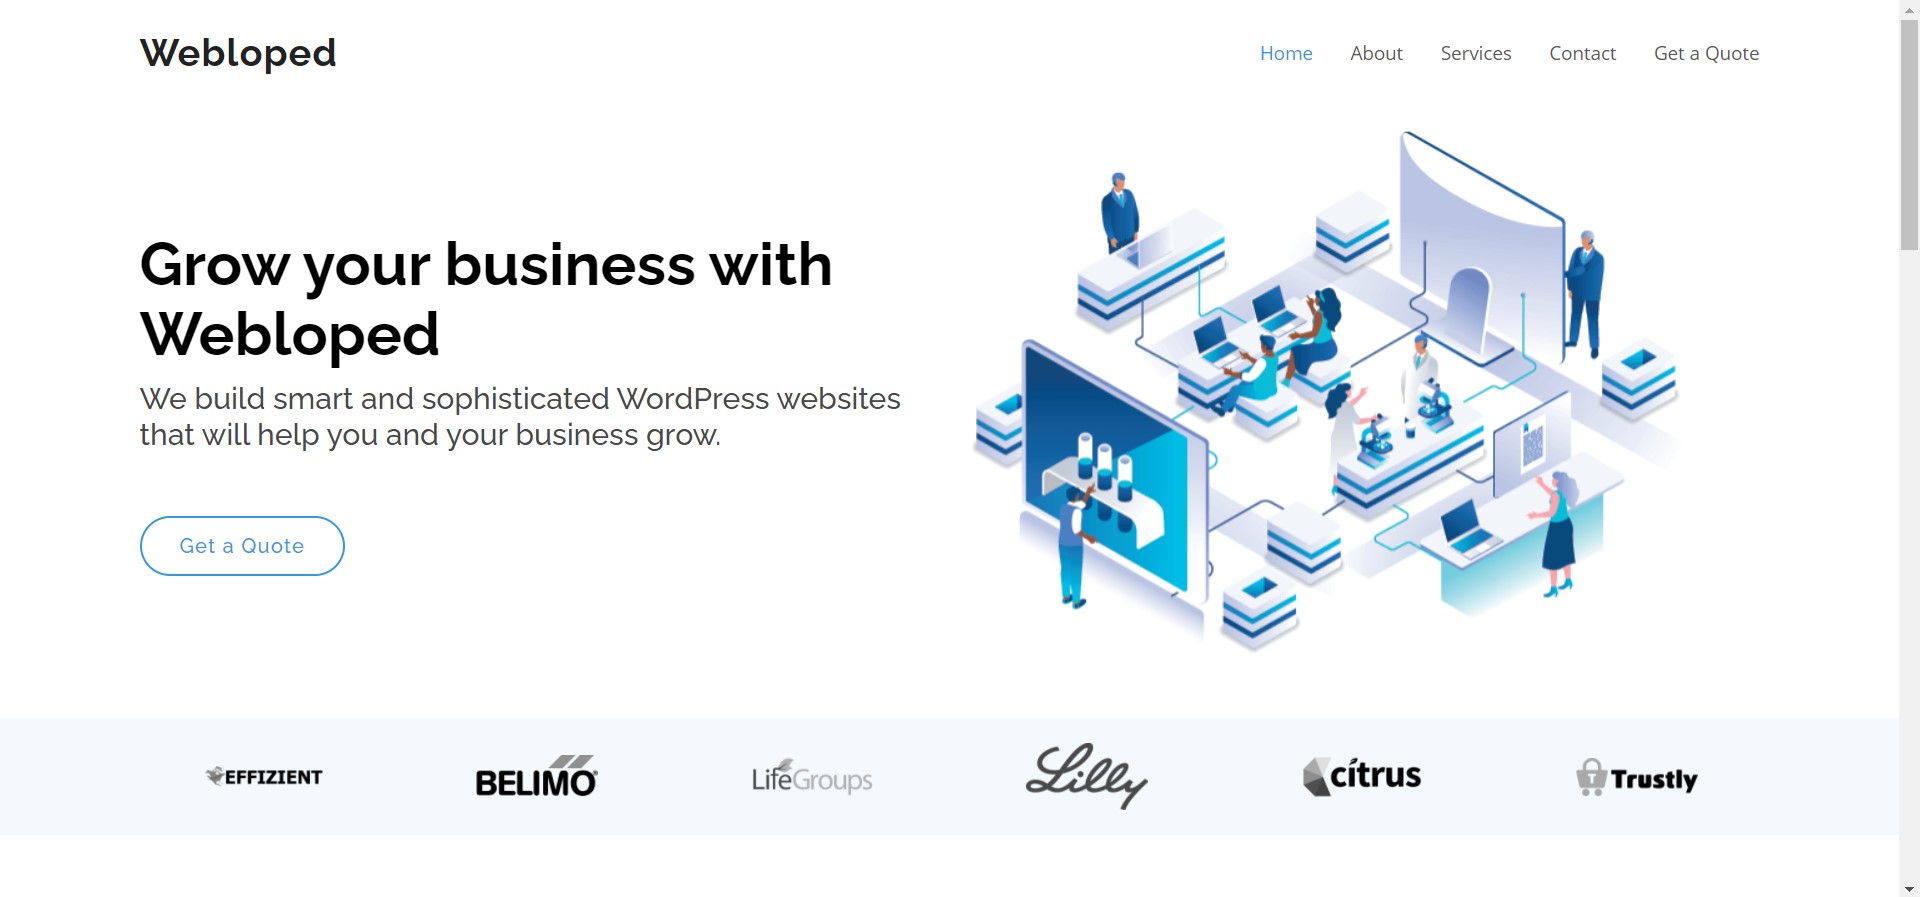 Webloped
Home About Services Contact Get a Quote
Grow your business with
Webloped
We build smart and sophisticated WordPress websites
that will help you and your business grow.
Get a Quote
EFFIZIENT BELIMO® LifeGroups Lilly citrus Trustly